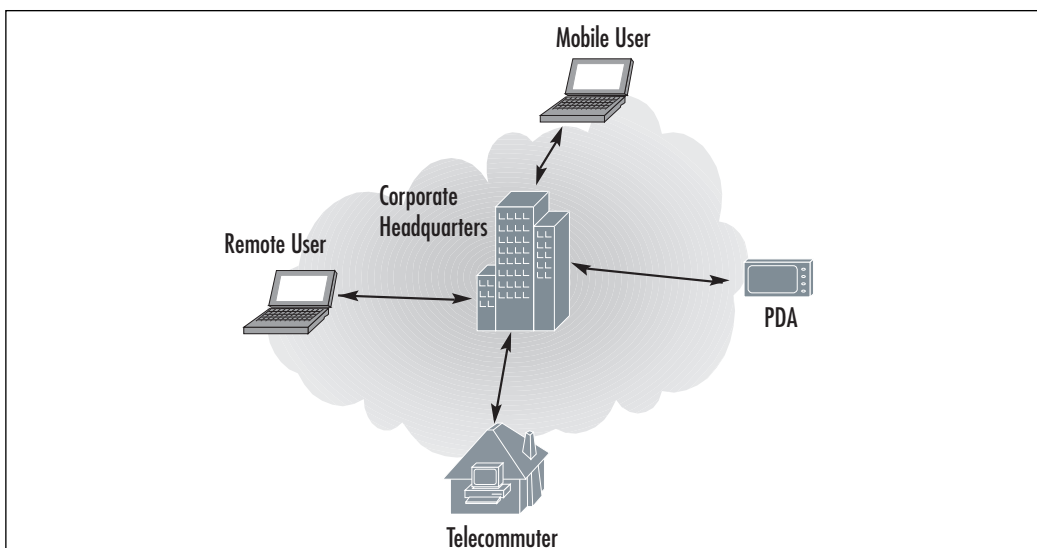 Mobile User
Corporate
Headquarters
Remote User
PDA
Telecommuter